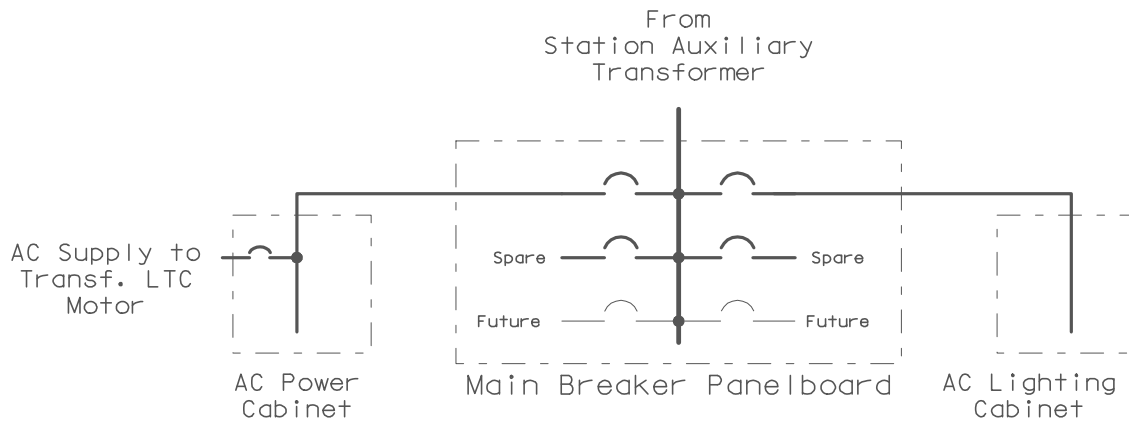 From
Station Auxiliary
Transformer
AC Supply to
Transf. LTC
Motor
Spare
Spare
Future
Future
AC Power
Cabinet
Main Breaker Panelboard
AC Lighting
Cabinet